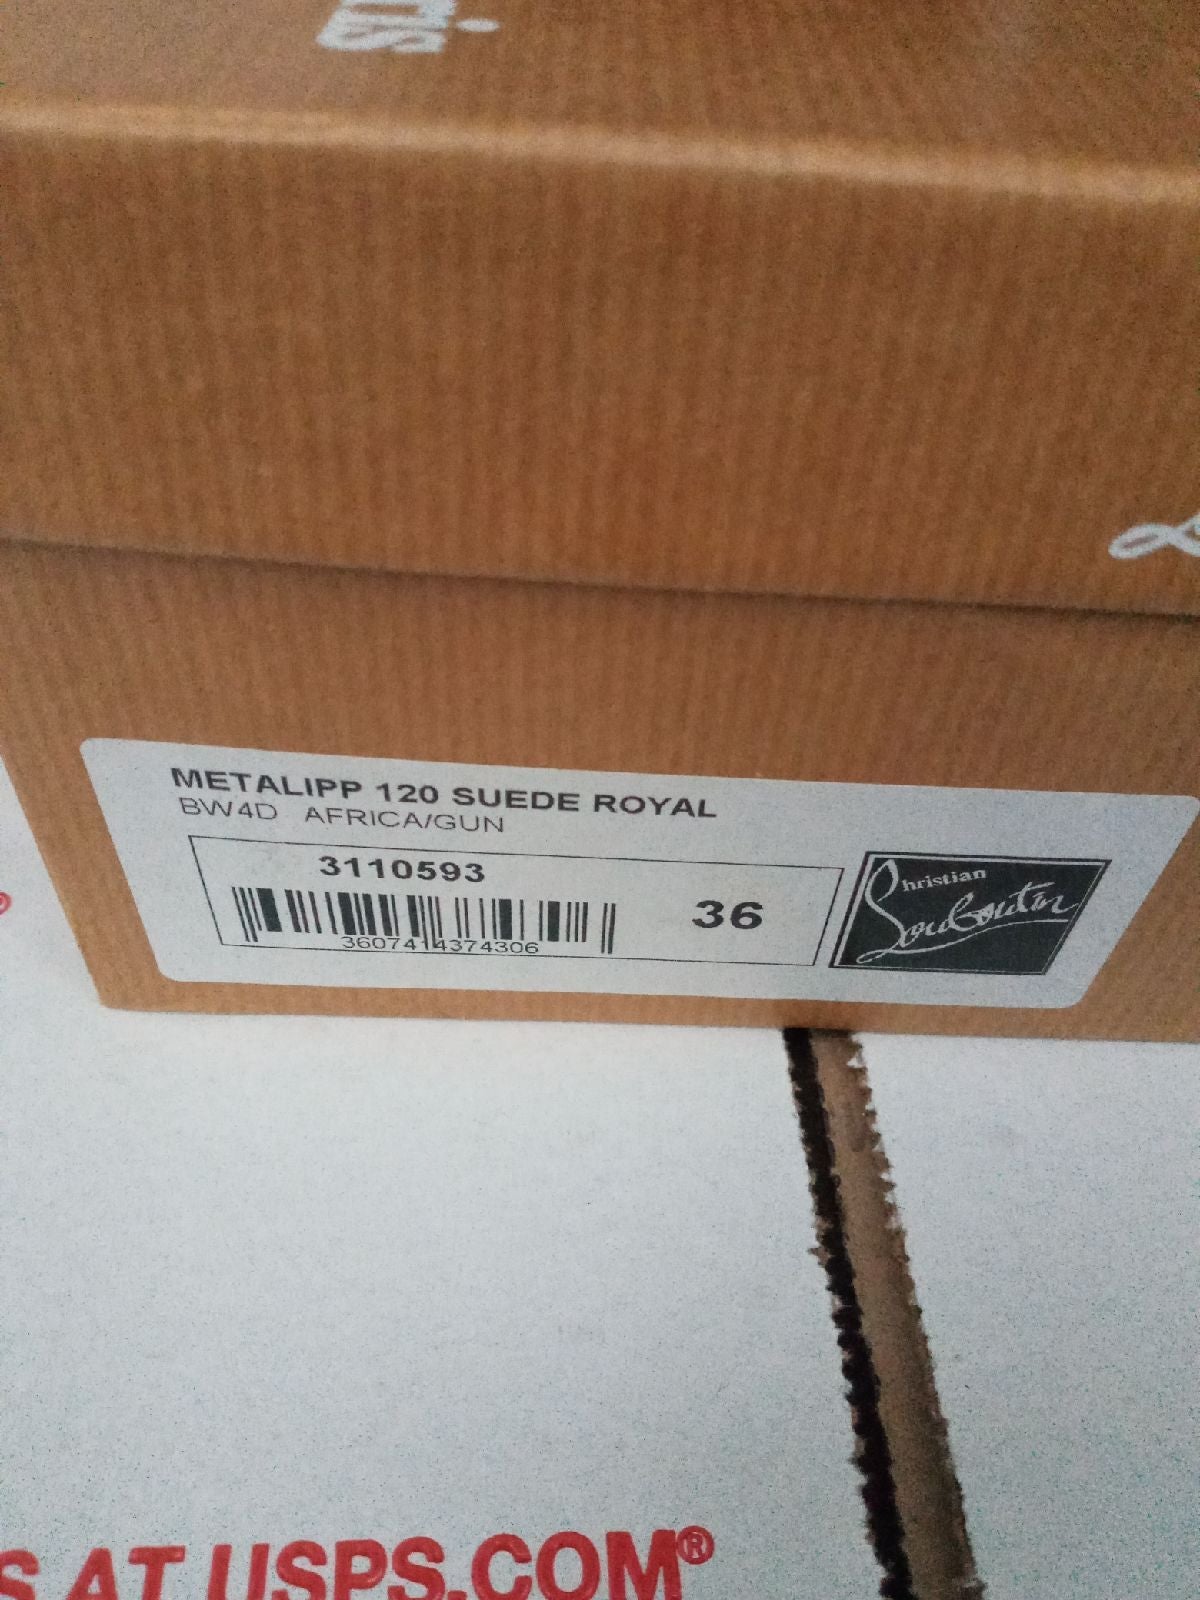 METALIPP 120 SUEDE ROYAL
BW4D AFRICA/GUN
3110593
3607414374306
36
Christian
Louboutin
S AT USPS.COM®